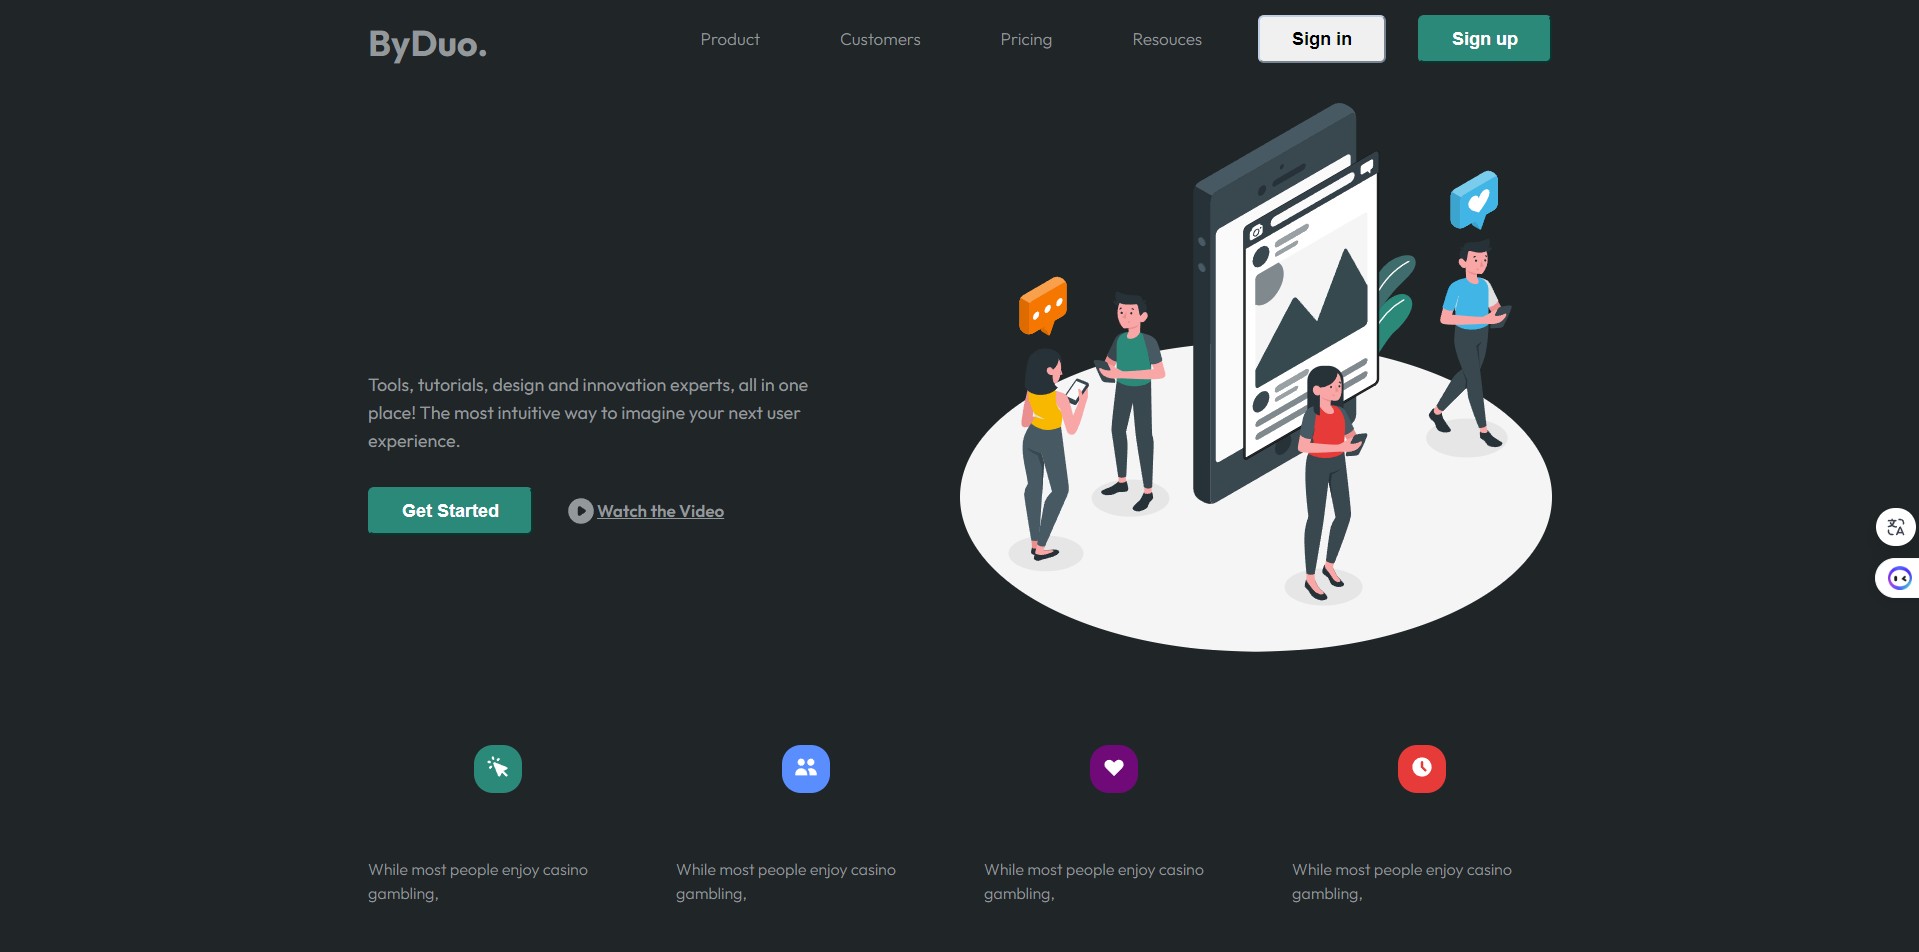 ByDuo.
Product
Customers
Pricing
Resouces
Sign in
Sign up
Tools, tutorials, design and innovation experts, all in one
place! The most intuitive way to imagine your next user
experience.
Get Started
Watch the Video
While most people enjoy casino
gambling,
While most people enjoy casino
gambling,
While most people enjoy casino
gambling,
While most people enjoy casino
gambling,